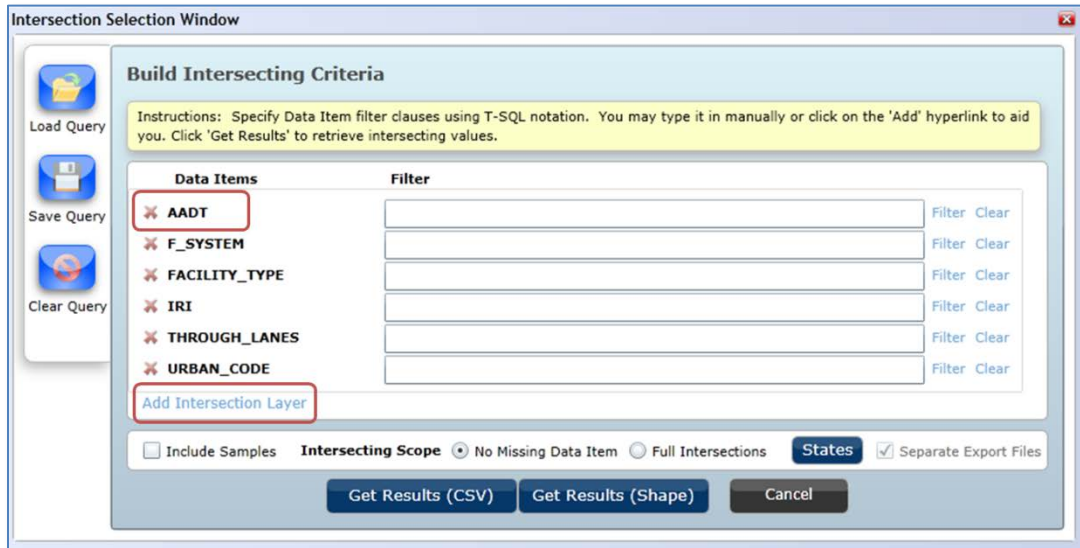 Intersection Selection Window
Load Query
Save Query
Clear Query
Build Intersecting Criteria
Instructions: Specify Data Item filter clauses using T-SQL notation. You may type it in manually or click on the 'Add' hyperlink to aid
you. Click 'Get Results' to retrieve intersecting values.
Data Items Filter
AADT Filter Clear
F_SYSTEM Filter Clear
FACILITY_TYPE Filter Clear
IRI Filter Clear
THROUGH_LANES Filter Clear
URBAN_CODE Filter Clear
Add Intersection Layer
Include Samples Intersecting Scope No Missing Data Item Full Intersections States Separate Export Files
Get Results (CSV) Get Results (Shape) Cancel